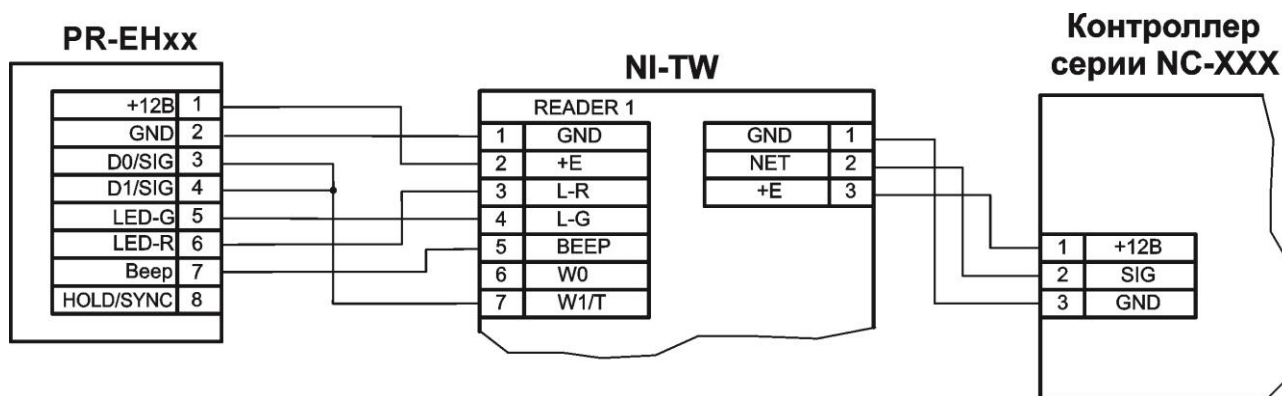 PR-EHxx
+12В 1
GND 2
D0/SIG 3
D1/SIG 4
LED-G 5
LED-R 6
Beep 7
HOLD/SYNC 8
NI-TW
READER 1
1 GND
2 +E
3 L-R
4 L-G
5 BEEP
6 W0
7 W1/T
GND 1
NET 2
+E 3
Контроллер
серии NC-XXX
1 +12В
2 SIG
3 GND